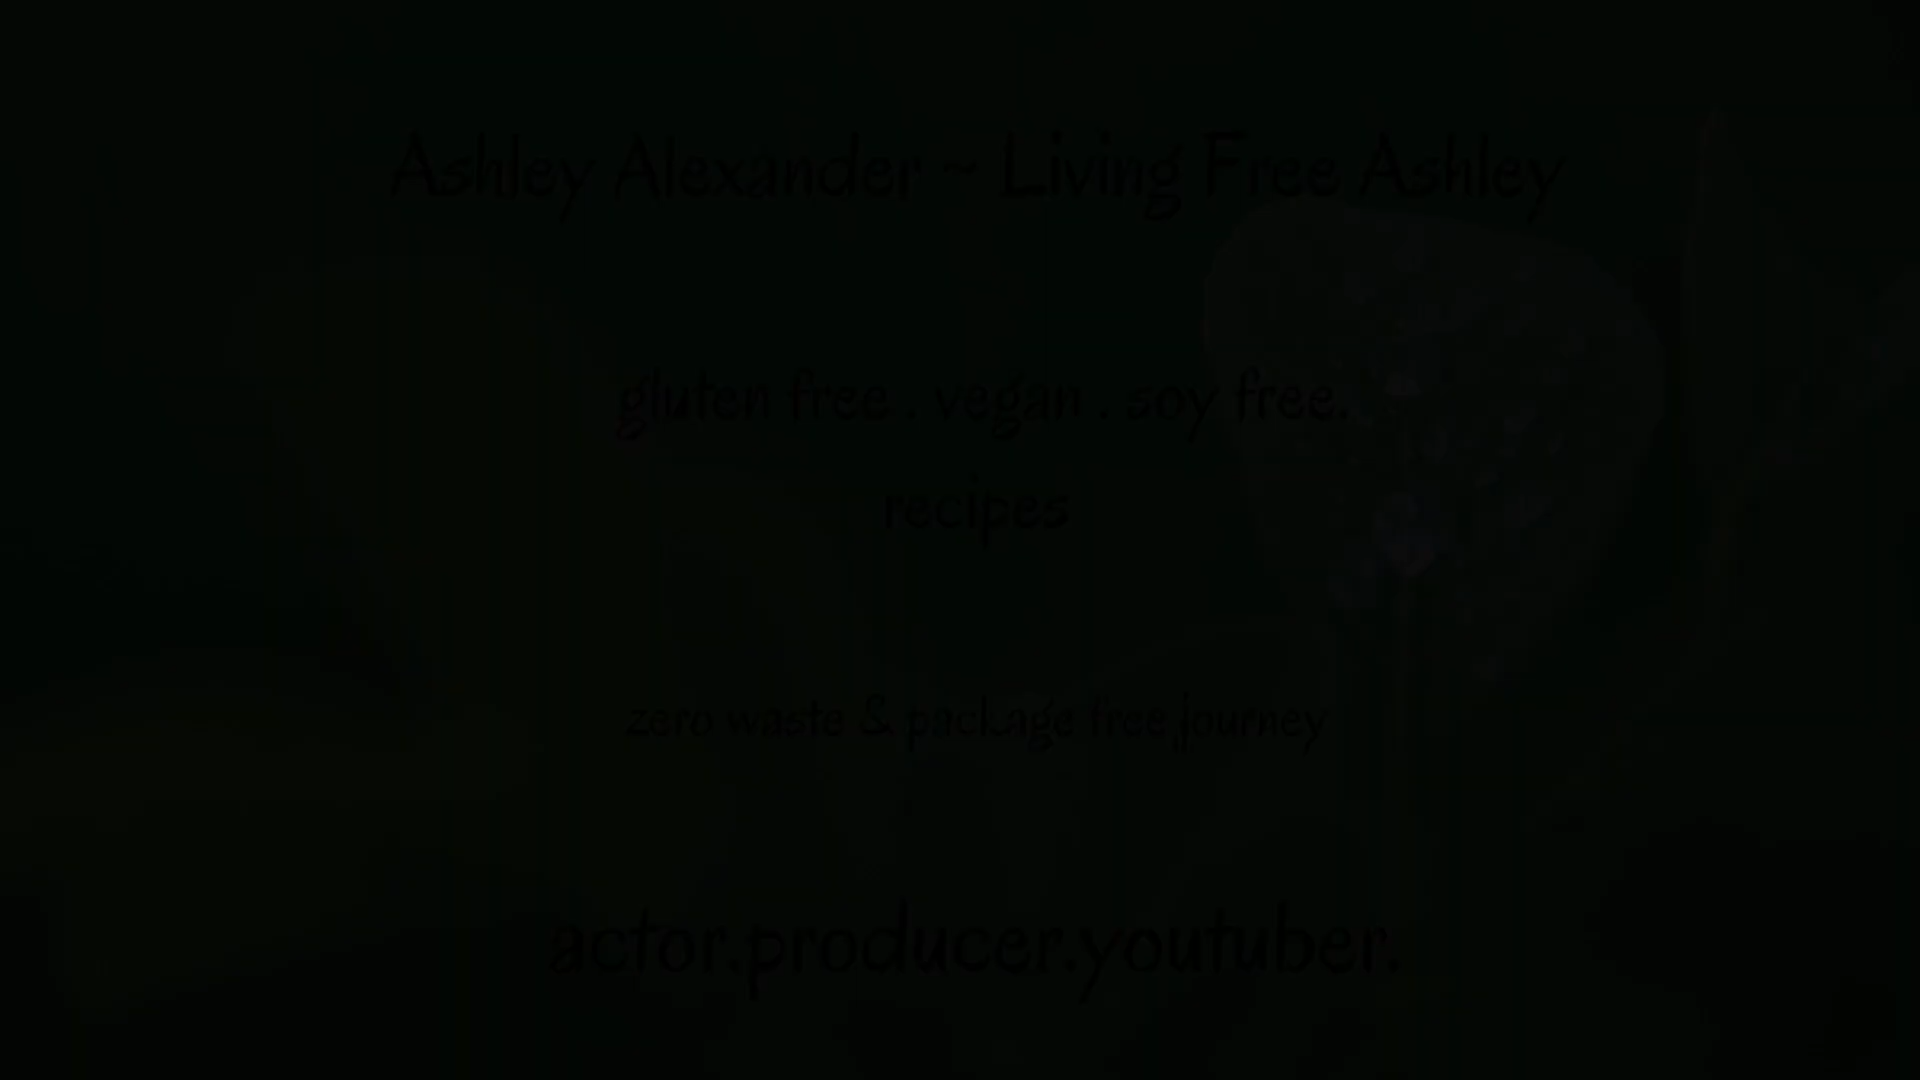 Ashley Alexander ~ Living Free Ashley
gluten free . vegan . soy free.
recipes
zero waste & package free journey
actor.producer.youtuber.